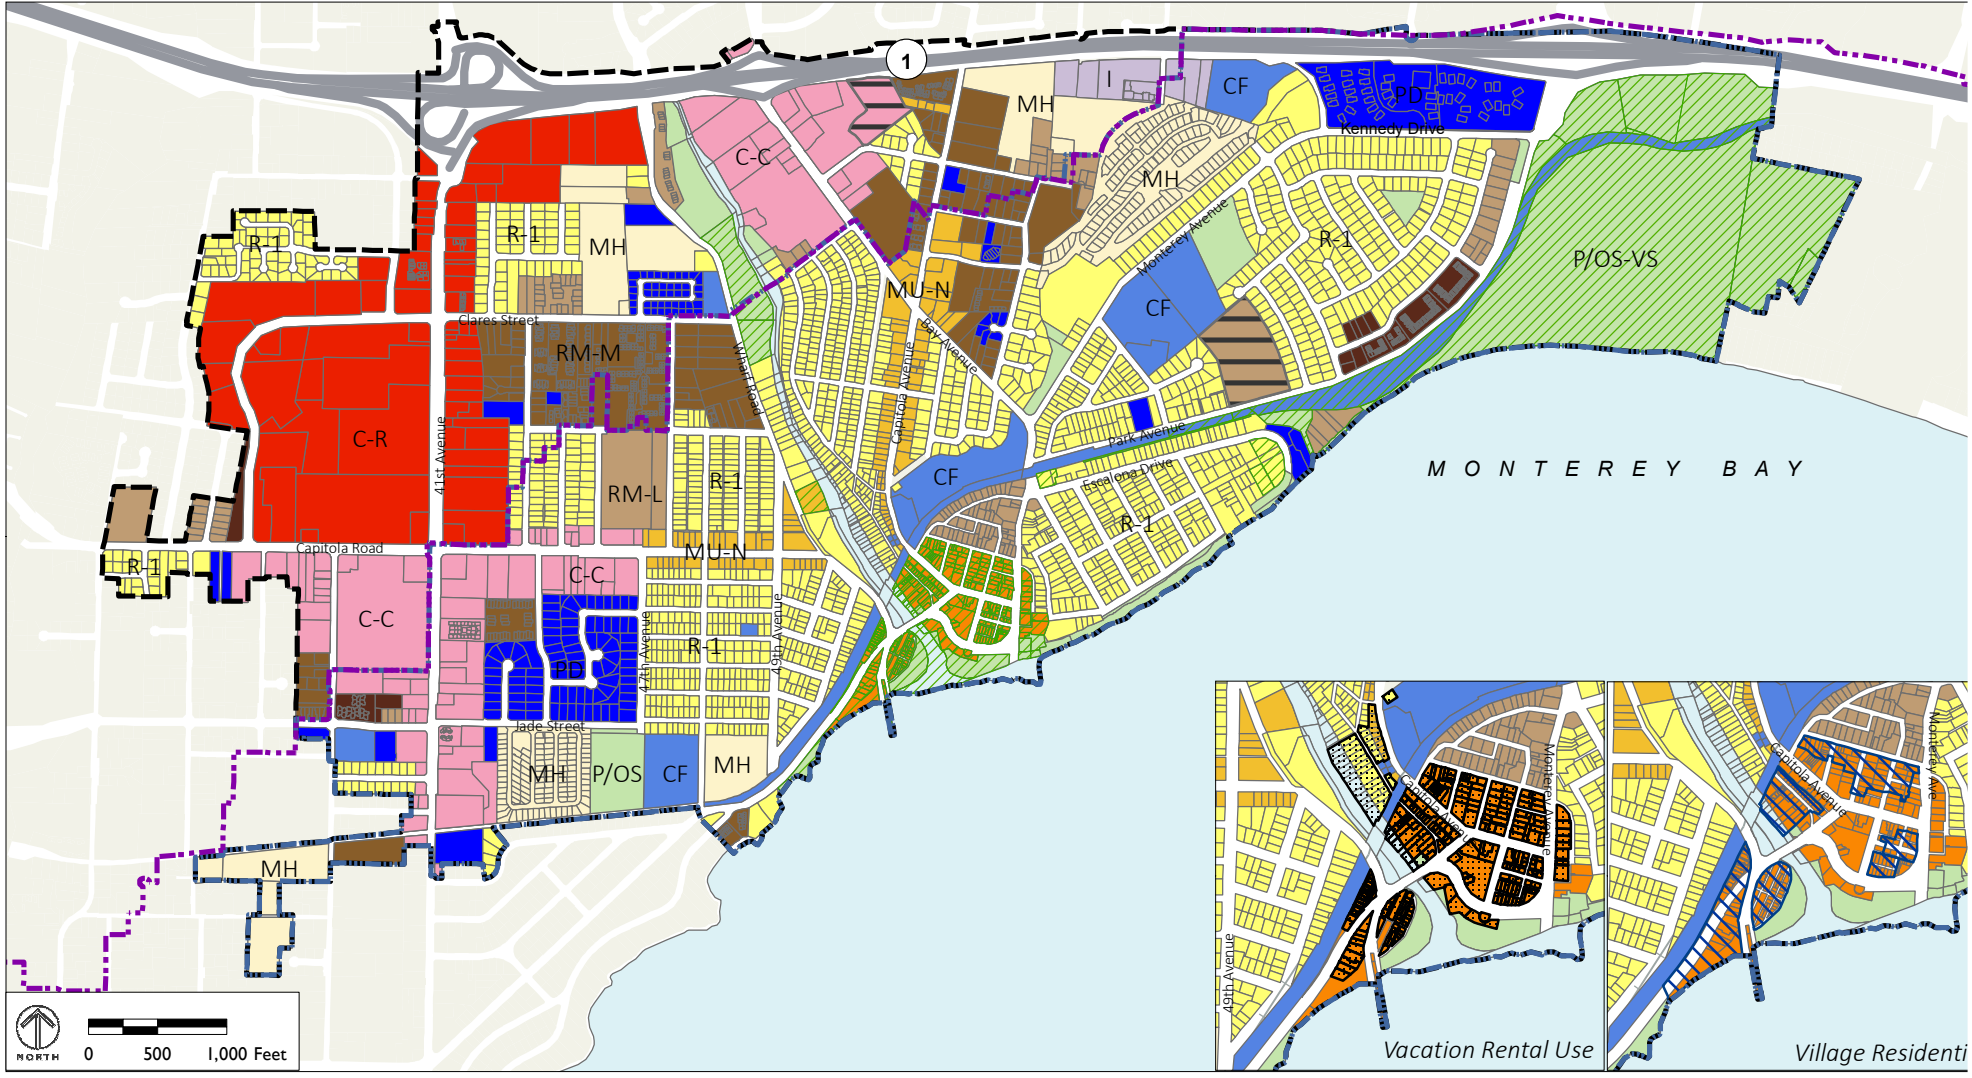 1
MH
I
CF
PD
Kennedy Drive
C-C
MH
R-1
R-1
MH
Monterey Avenue
R-1
P/OS-VS
MU-N
CF
Clares Street
RM-M
Bay Avenue
Wharf Road
Capitola Avenue
C-R
41st Avenue
Park Avenue
MONTEREY BAY
CF
Escalona Drive
RM-L
R-1
R-1
Capitola Road
MU-N
R-1
C-C
C-C
R-1
47th Avenue
49th Avenue
PD
Jade Street
MH
P/OS
CF
MH
MH
Capitola Avenue
Monterey Avenue
49th Avenue
Vacation Rental Use
Capitola Avenue
Monterey Ave
Village Residenti
NORTH
0 500 1,000 Feet